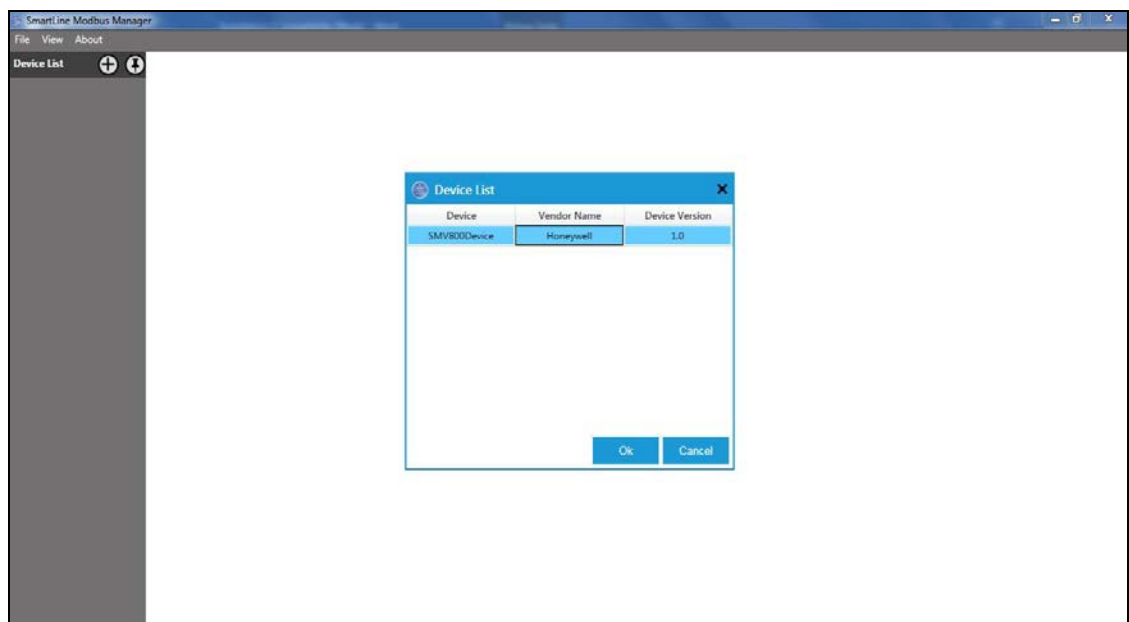 SmartLine Modbus Manager
File View About
Device List
Device List
Device Vendor Name Device Version
SMV800Device Honeywell 1.0
Ok Cancel